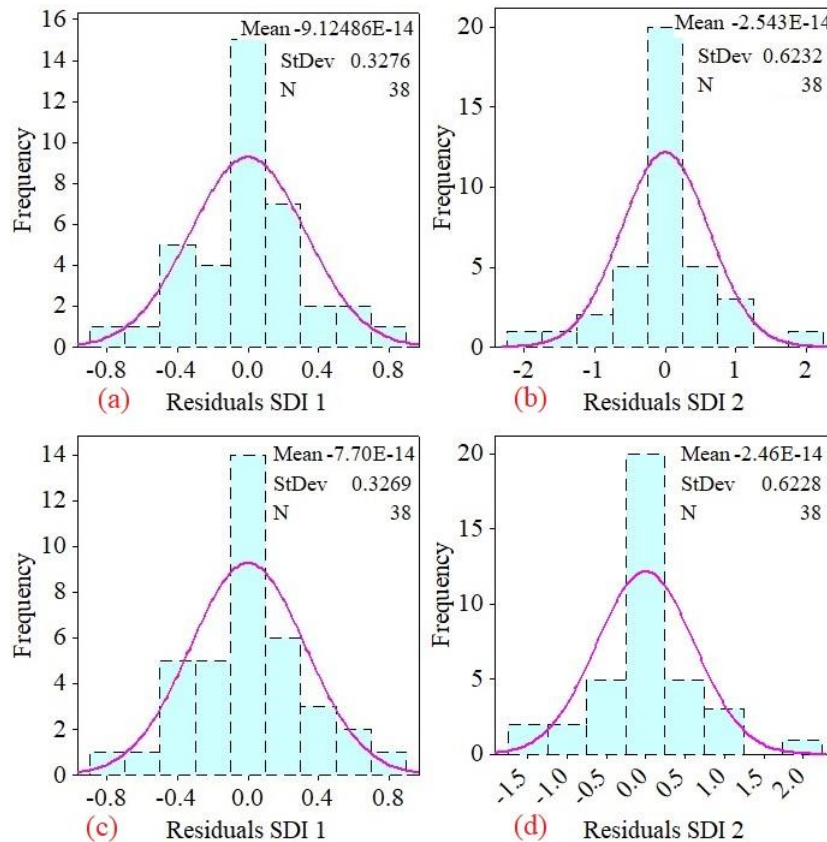 Mean -9.12486E-14
StDev 0.3276
N 38
Frequency
16
14
12
10
8
6
4
2
0
-0.8 -0.4 0.0 0.4 0.8
(a) Residuals SDI 1
Mean -2.543E-14
StDev 0.6232
N 38
Frequency
20
15
10
5
0
-2 -1 0 1 2
(b) Residuals SDI 2
Mean -7.70E-14
StDev 0.3269
N 38
Frequency
14
12
10
8
6
4
2
0
-0.8 -0.4 0.0 0.4 0.8
(c) Residuals SDI 1
Mean -2.46E-14
StDev 0.6228
N 38
Frequency
20
15
10
5
0
-1.5 -1.0 -0.5 0.0 0.5 1.0 1.5 2.0
(d) Residuals SDI 2